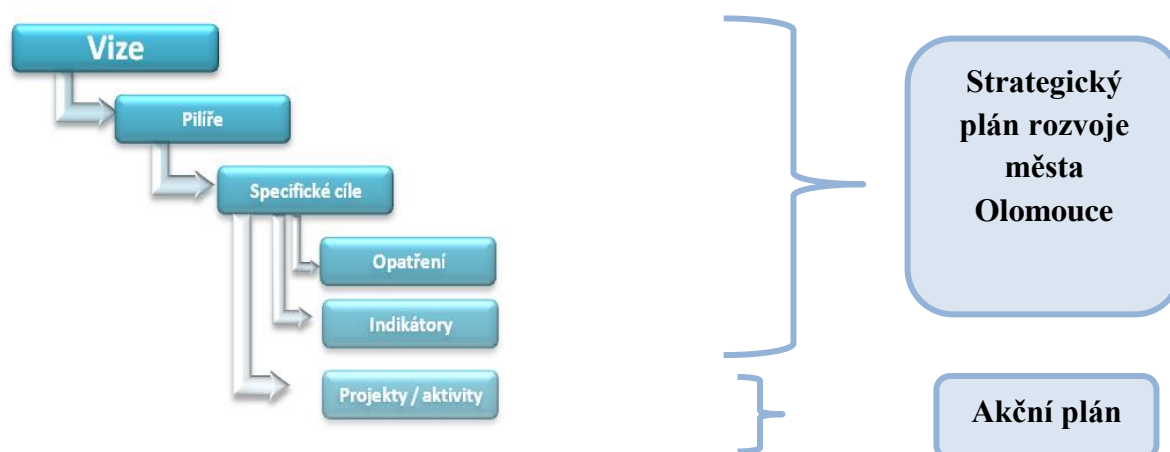 Vize
Pilíře
Specifické cíle
Opatření
Indikátory
Projekty / aktivity
Strategický
plán rozvoje
města
Olomouce
Akční plán